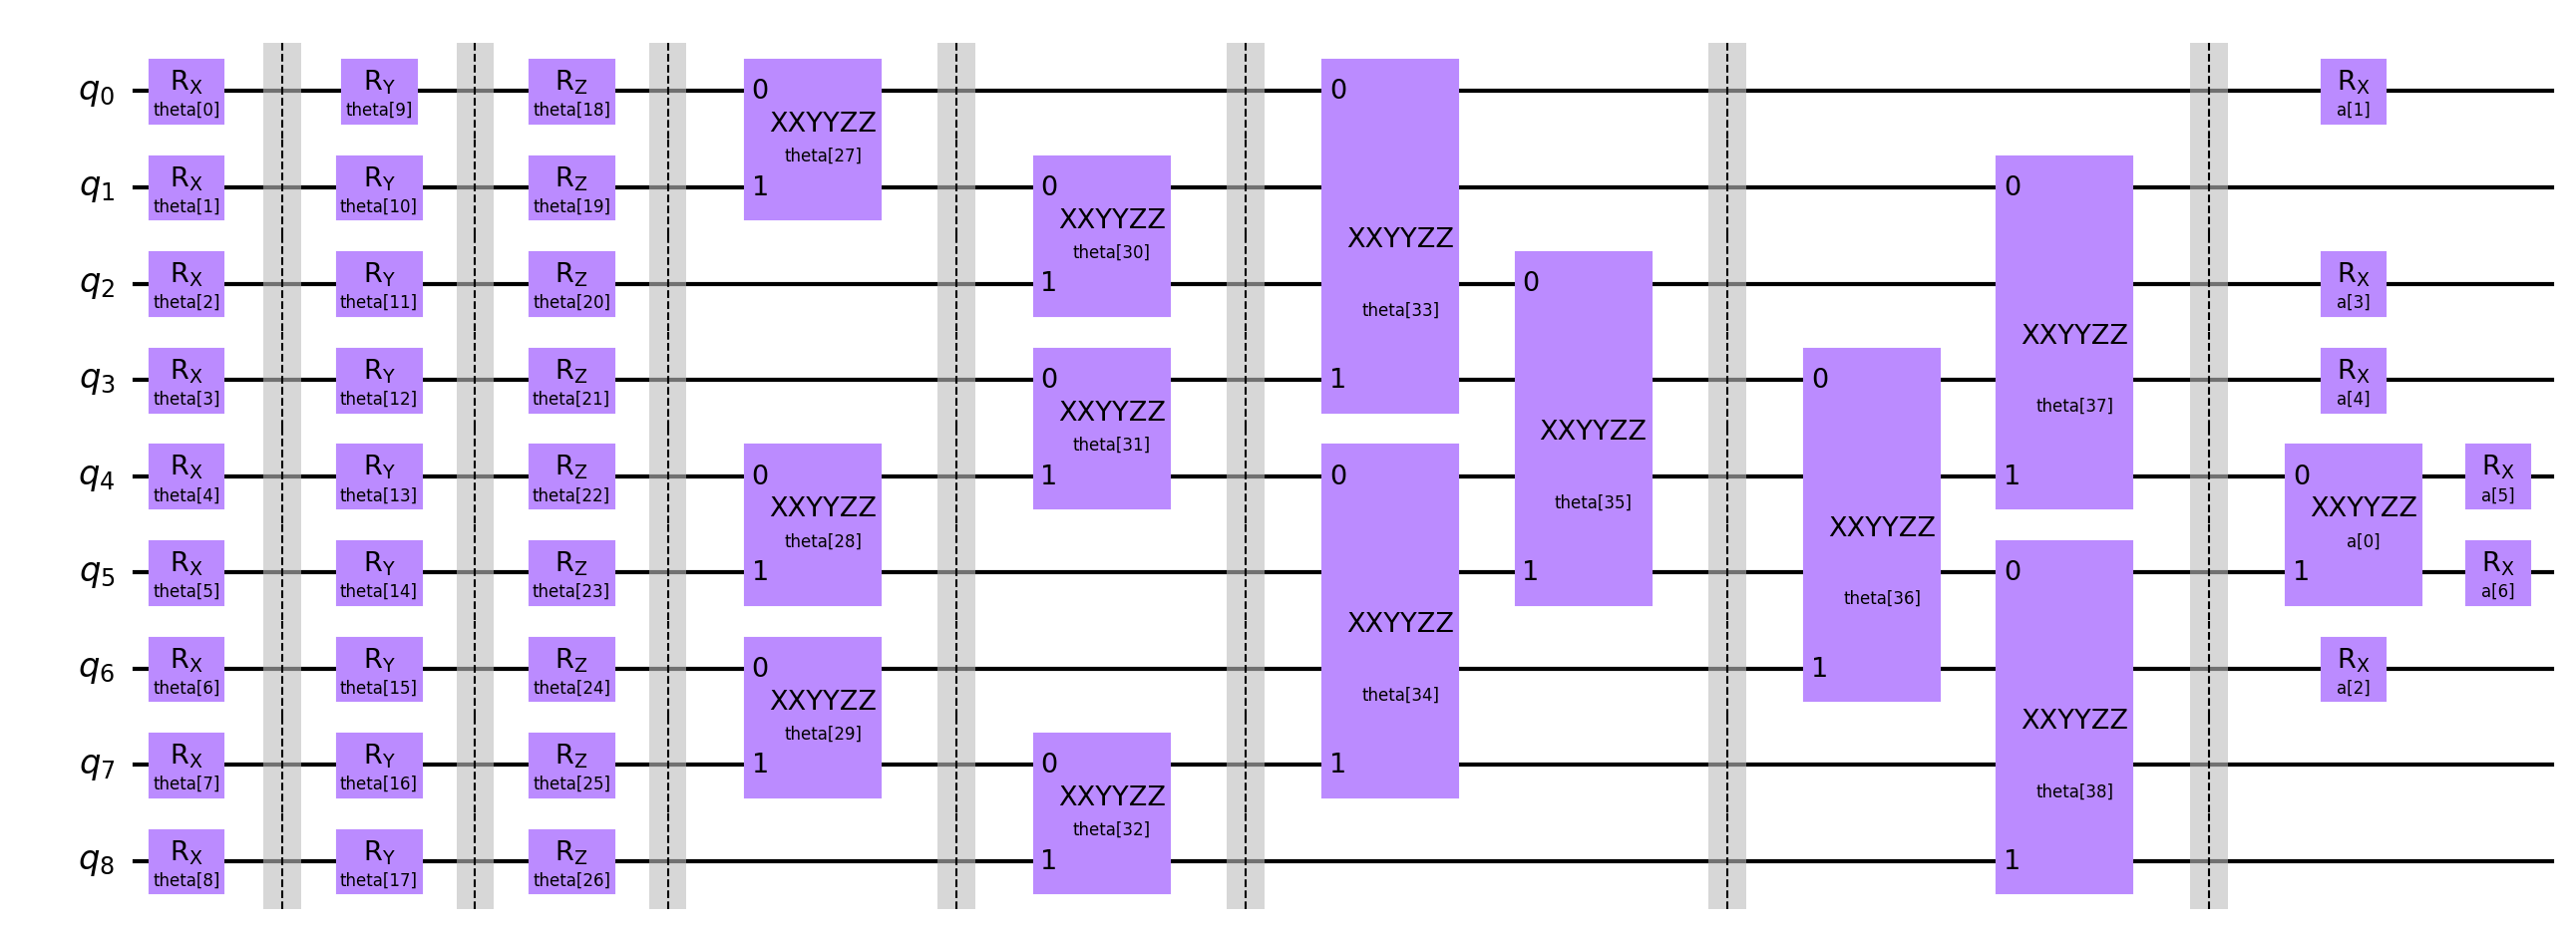 q0 RX theta[0] RY theta[9] RZ theta[18] 0 XXYYZZ theta[27] 0 RX a[1]
q1 RX theta[1] RY theta[10] RZ theta[19] 1 0 XXYYZZ theta[30] XXYYZZ theta[33] 0
q2 RX theta[2] RY theta[11] RZ theta[20] 1 0 RX a[3]
q3 RX theta[3] RY theta[12] RZ theta[21] 0 XXYYZZ theta[31] 1 XXYYZZ theta[35] 0 XXYYZZ theta[37] RX a[4]
q4 RX theta[4] RY theta[13] RZ theta[22] 0 XXYYZZ theta[28] 1 0 1 0 XXYYZZ a[0] RX a[5]
q5 RX theta[5] RY theta[14] RZ theta[23] 1 XXYYZZ theta[34] 1 XXYYZZ theta[36] 0 1 RX a[6]
q6 RX theta[6] RY theta[15] RZ theta[24] 0 XXYYZZ theta[29] 1 XXYYZZ theta[38] RX a[2]
q7 RX theta[7] RY theta[16] RZ theta[25] 1 0 XXYYZZ theta[32] 1
q8 RX theta[8] RY theta[17] RZ theta[26] 1 1